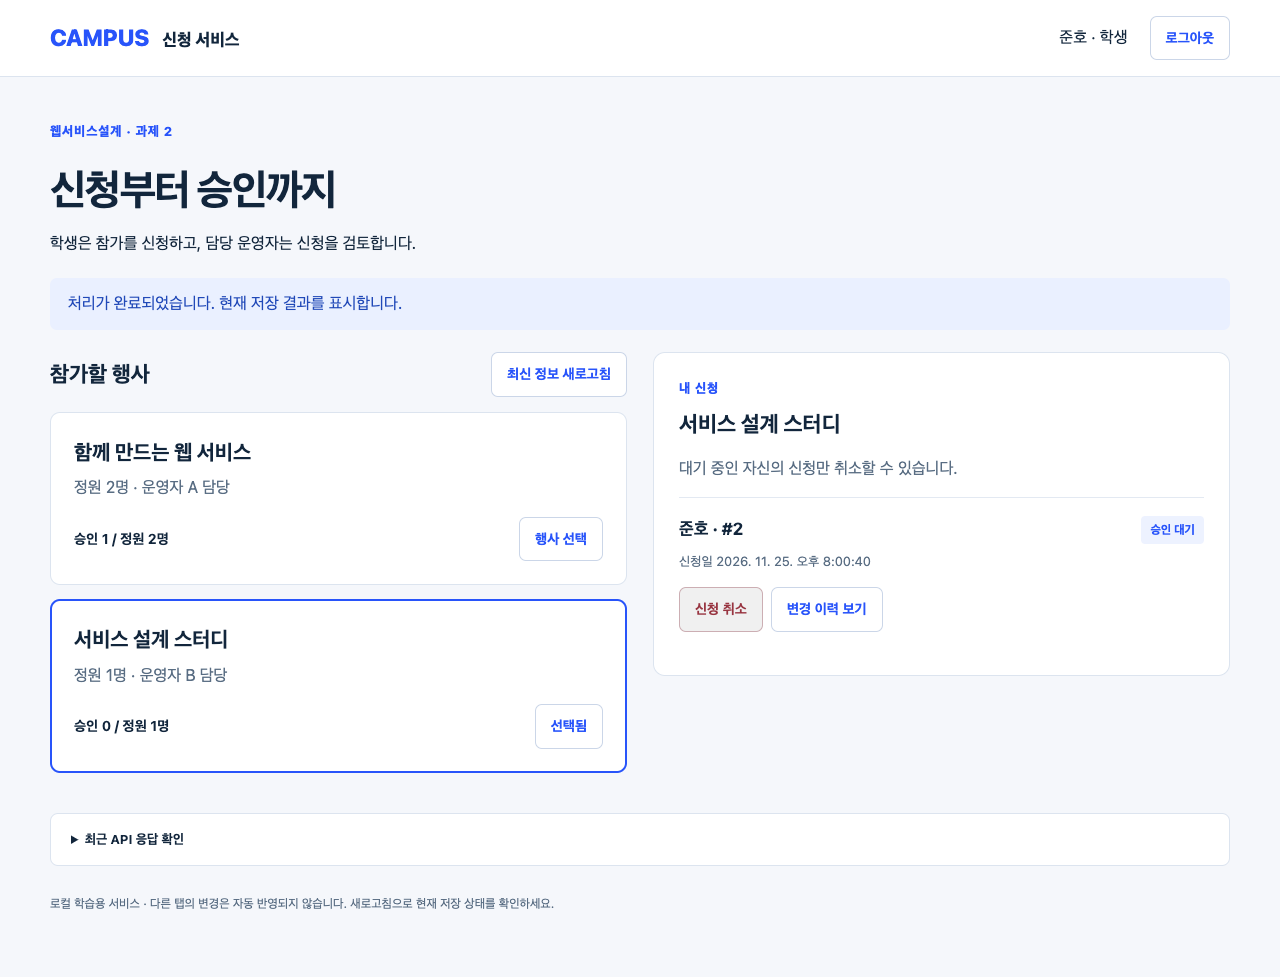 CAMPUS 신청 서비스
준호 · 학생
로그아웃
웹서비스설계 · 과제 2
신청부터 승인까지
학생은 참가를 신청하고, 담당 운영자는 신청을 검토합니다.
처리가 완료되었습니다. 현재 저장 결과를 표시합니다.
참가할 행사
최신 정보 새로고침
함께 만드는 웹 서비스
정원 2명 · 운영자 A 담당
승인 1 / 정원 2명
행사 선택
서비스 설계 스터디
정원 1명 · 운영자 B 담당
승인 0 / 정원 1명
선택됨
내 신청
서비스 설계 스터디
대기 중인 자신의 신청만 취소할 수 있습니다.
준호 · #2
승인 대기
신청일 2026. 11. 25. 오후 8:00:40
신청 취소
변경 이력 보기
최근 API 응답 확인
로컬 학습용 서비스 · 다른 탭의 변경은 자동 반영되지 않습니다. 새로고침으로 현재 저장 상태를 확인하세요.